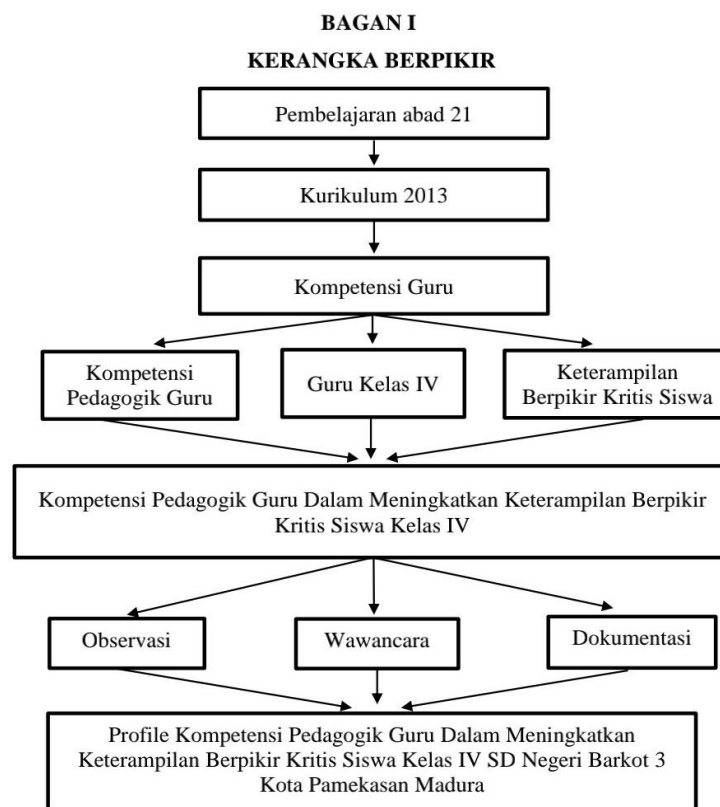 BAGAN I
KERANGKA BERPIKIR
Pembelajaran abad 21
Kurikulum 2013
Kompetensi Guru
Kompetensi
Pedagogik Guru
Guru Kelas IV
Keterampilan
Berpikir Kritis Siswa
Kompetensi Pedagogik Guru Dalam Meningkatkan Keterampilan Berpikir
Kritis Siswa Kelas IV
Observasi
Wawancara
Dokumentasi
Profile Kompetensi Pedagogik Guru Dalam Meningkatkan
Keterampilan Berpikir Kritis Siswa Kelas IV SD Negeri Barkot 3
Kota Pamekasan Madura